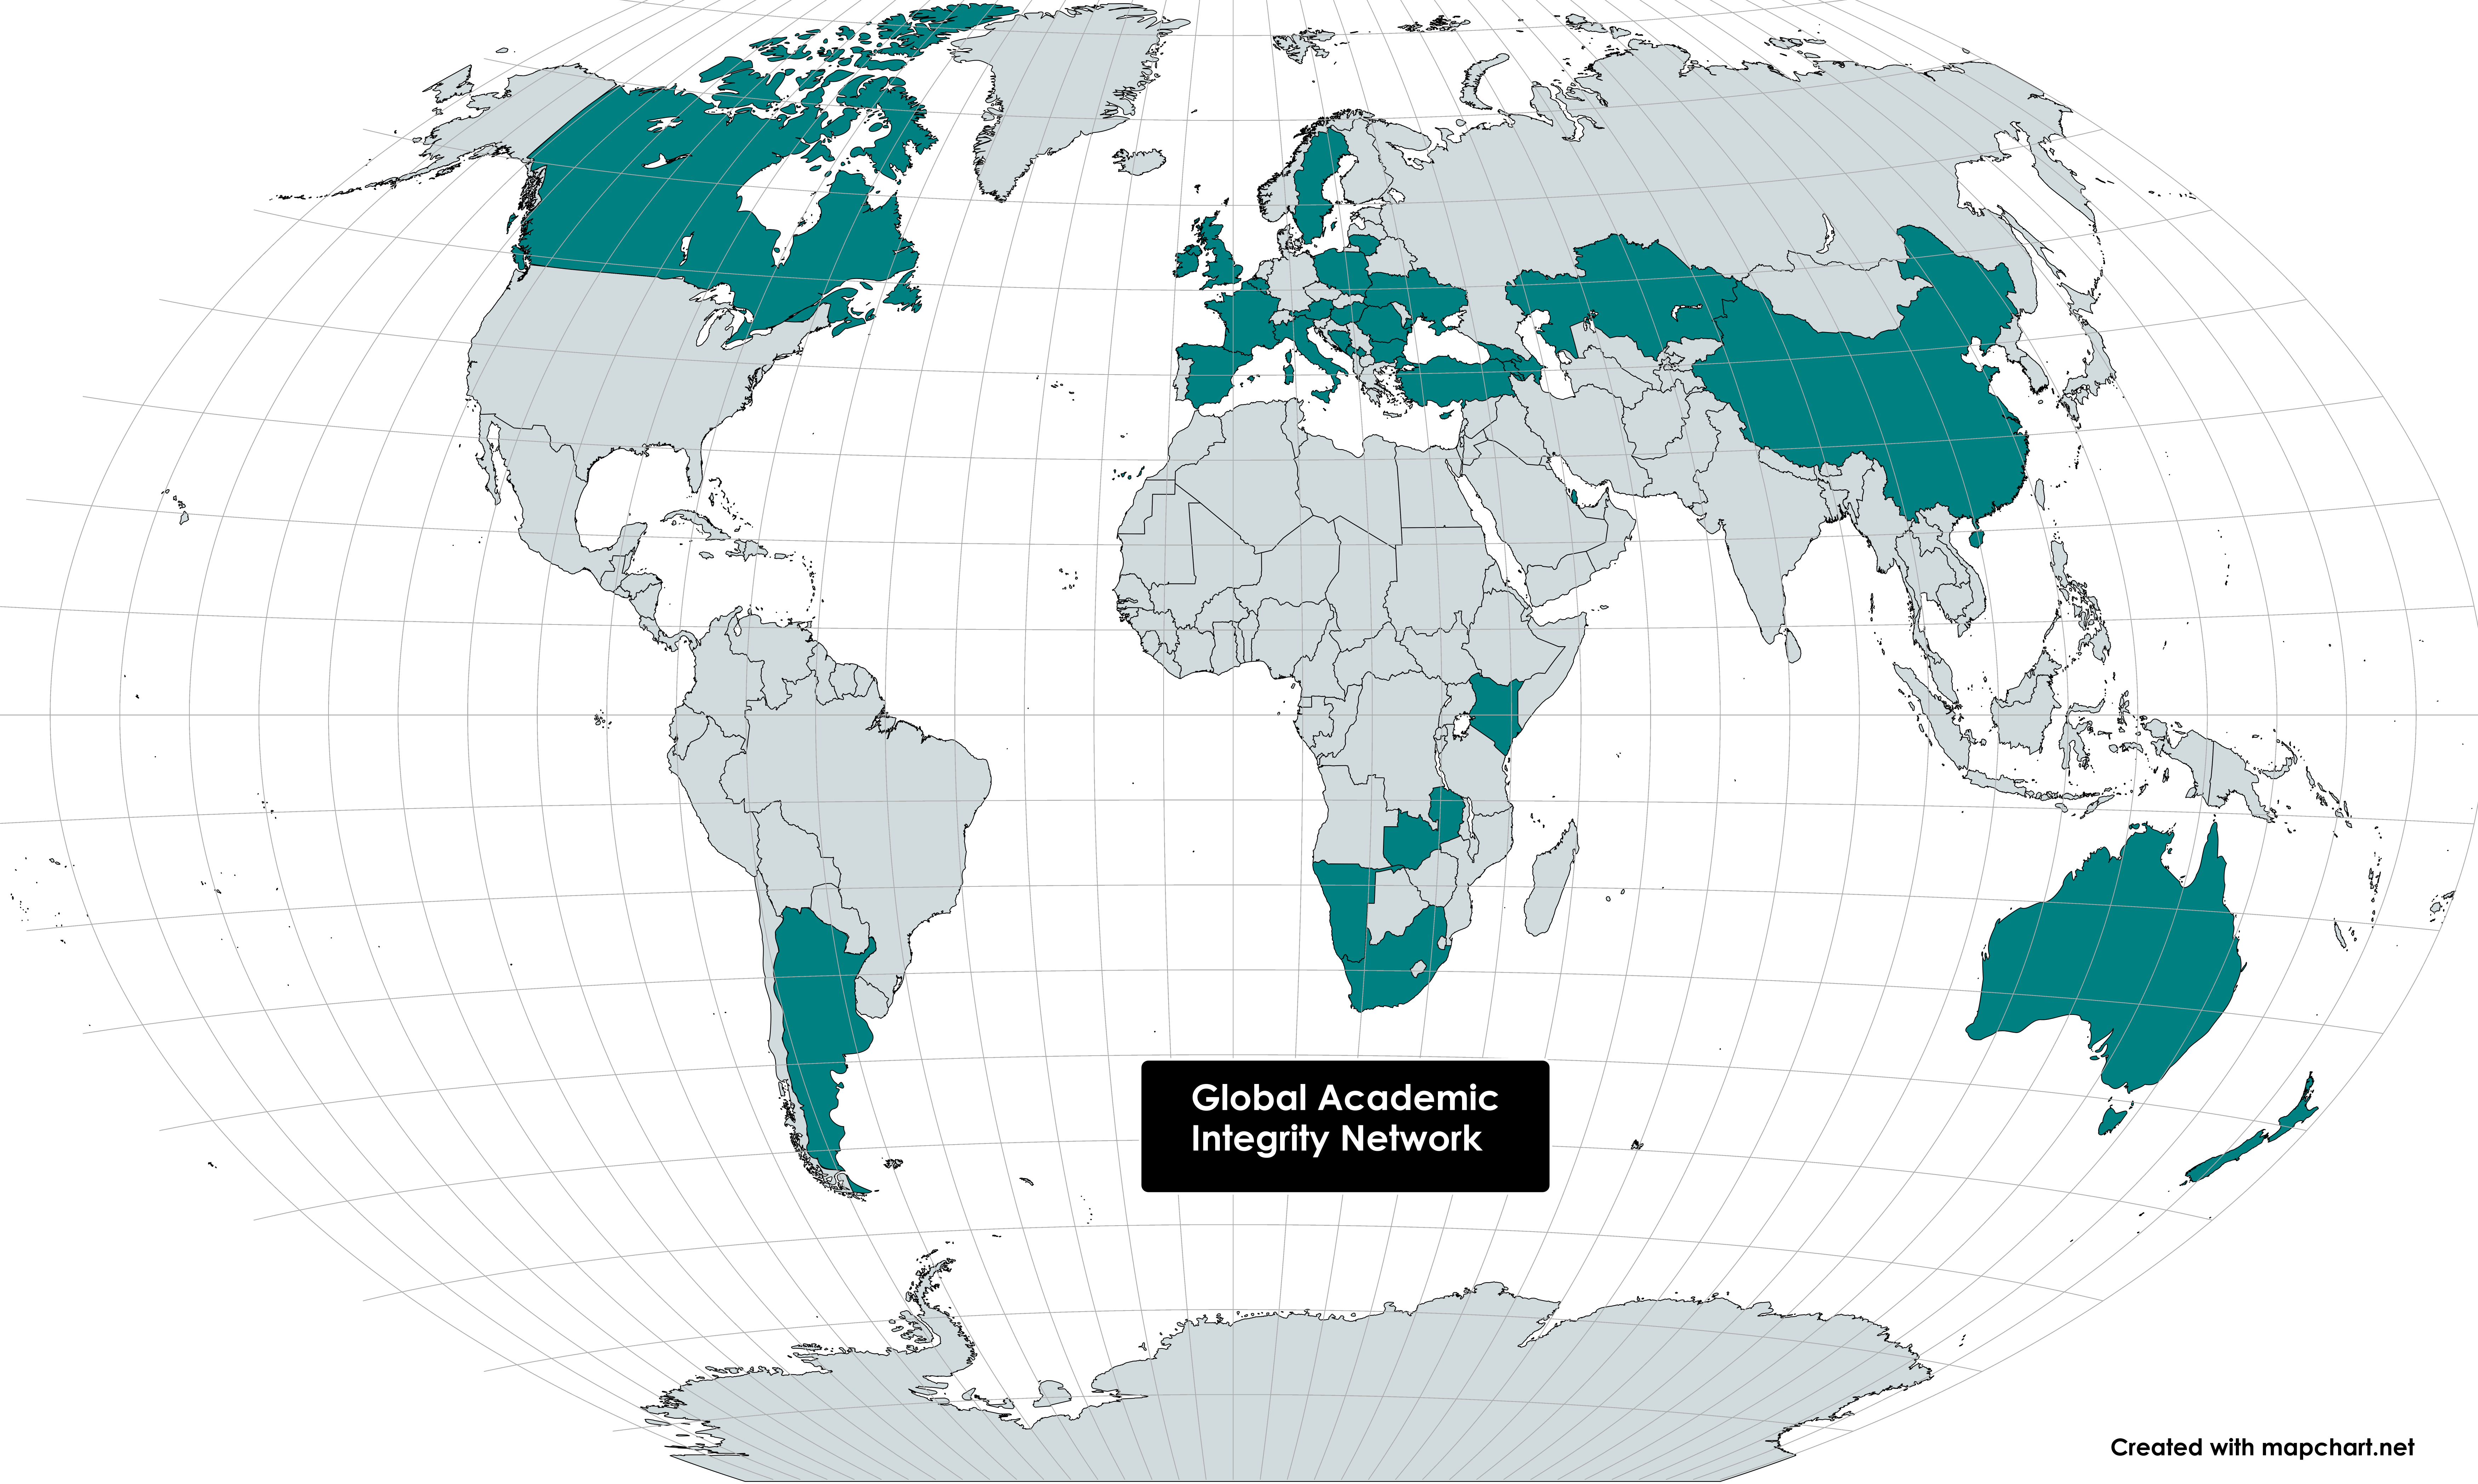 Global Academic
Integrity Network
Created with mapchart.net